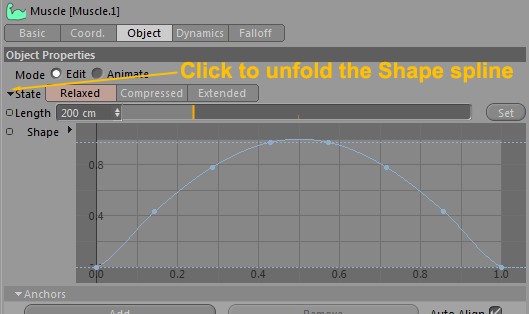 Muscle [Muscle.1]
Basic Coord. Object Dynamics Falloff
Object Properties
Mode Edit Animate
Click to unfold the Shape spline
State Relaxed Compressed Extended
Length 200 cm Set
Shape
0.8
0.4
0.0 0.2 0.4 0.6 0.8 1.0
Anchors
Add Remove Auto Align